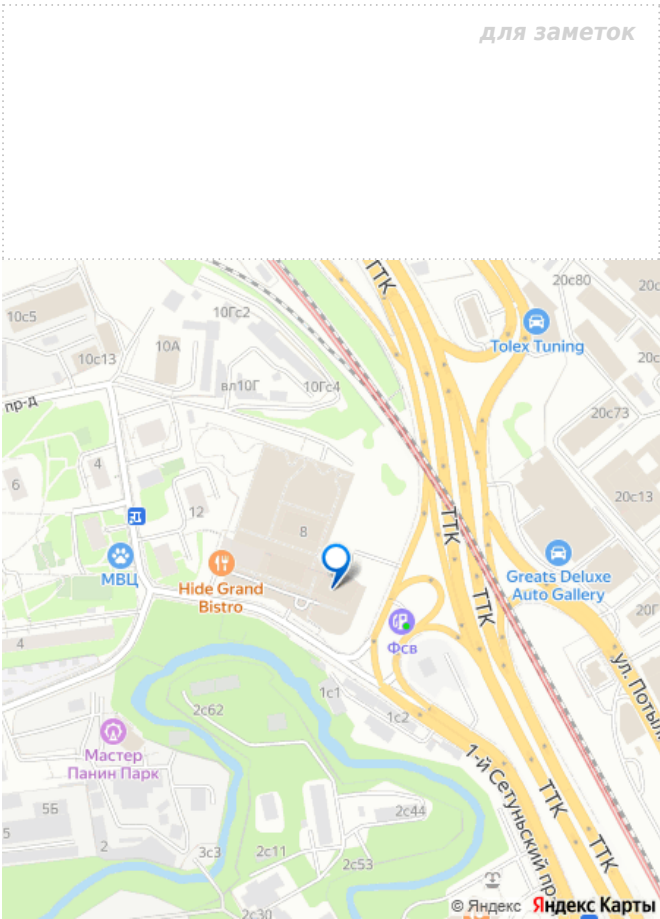 для заметок
ТТК
20с80
20с
10с5
10Гс2
Tolex Tuning
10А
10с13
20с
вл10Г
10Гс4
пр-д
20с73
4
6
20с13
12
ТТК
8
МВЦ
Hide Grand
Bistro
Greats Deluxe
Auto Gallery
ТТК
20Г
Фсв
4
ул. Потыл
1с1
2с62
1с2
Мастер
Панин Парк
1-й Сетуньский пр
5Б
ТТК
2с44
5
2
3с3
2с11
2с53
ТТК
2с30
© Яндекс Яндекс Карты